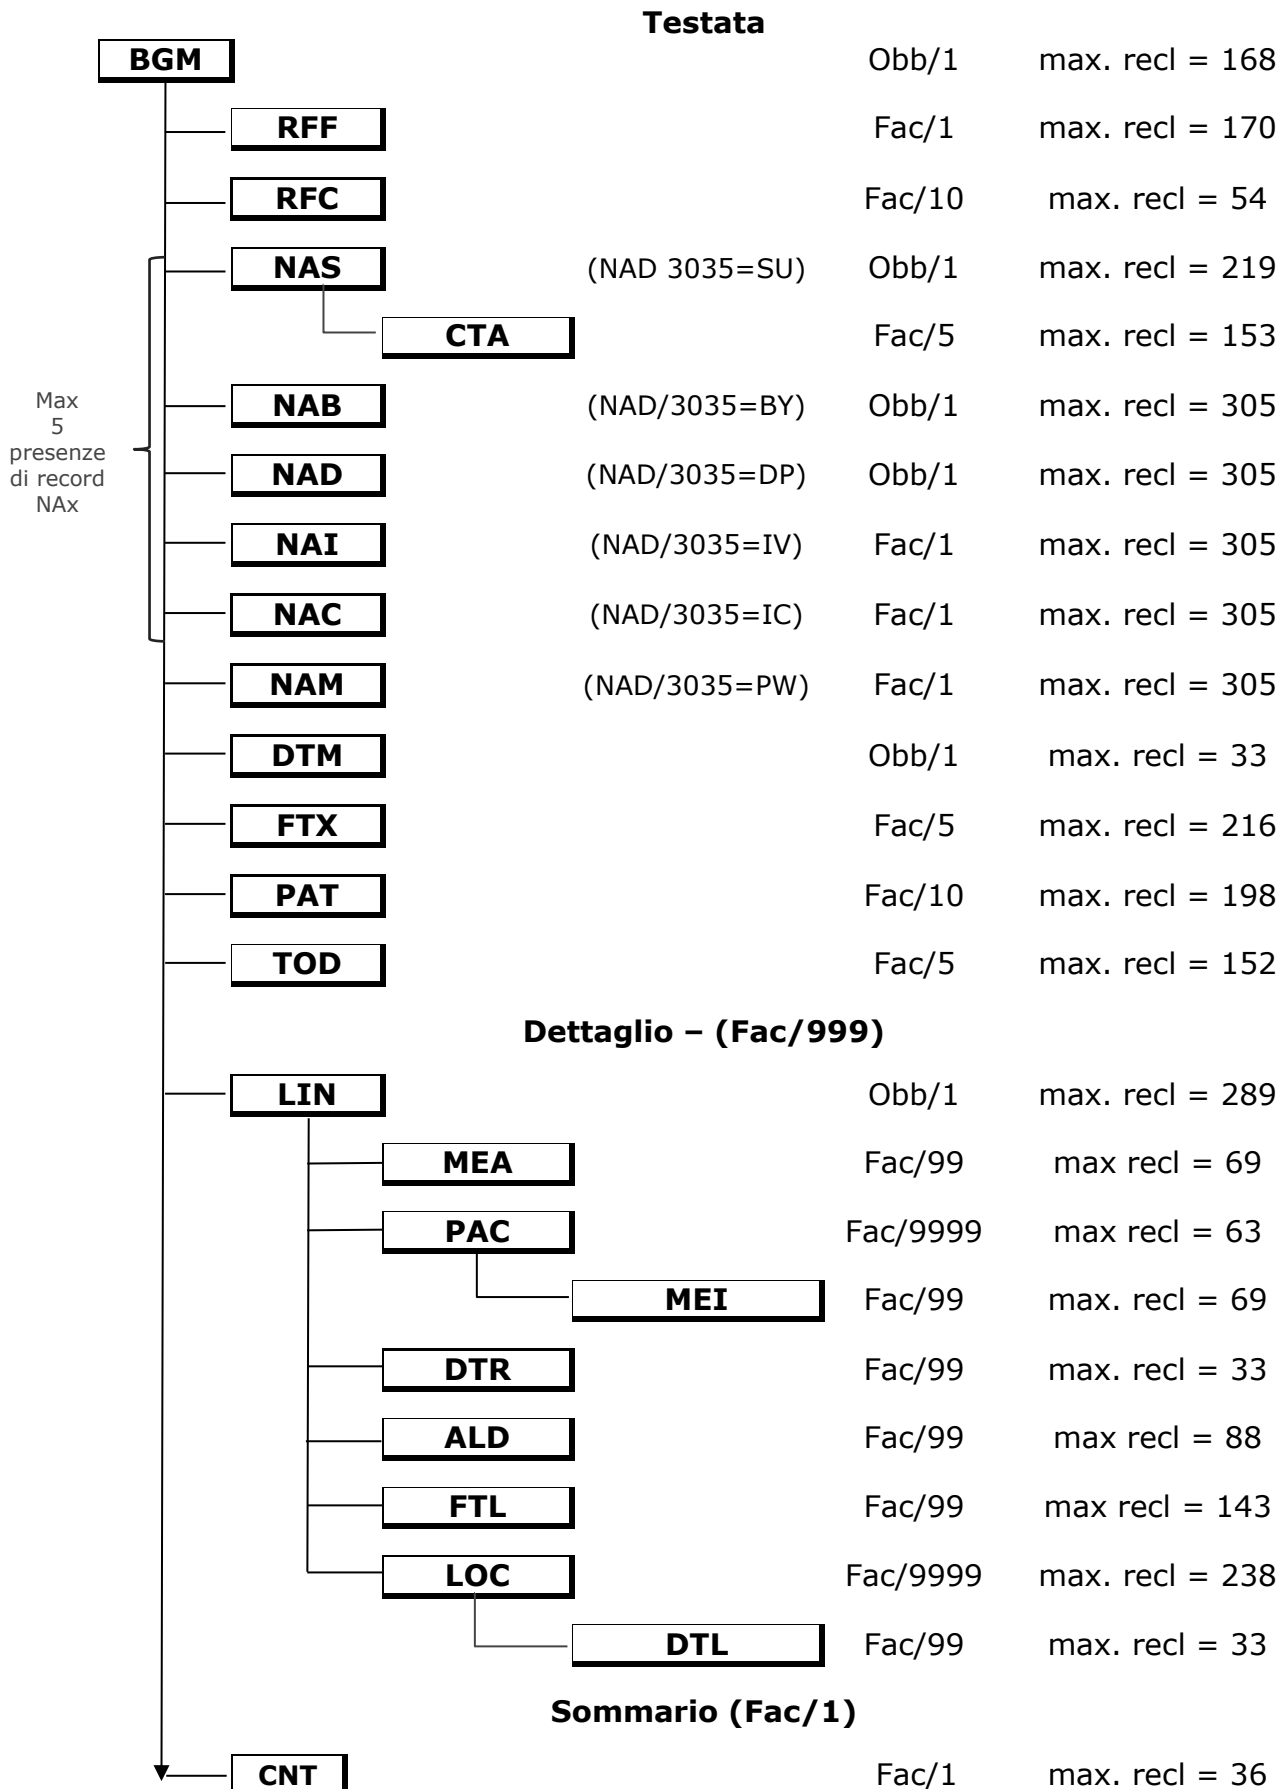 Testata
BGM Obb/1 max. recl = 168
RFF Fac/1 max. recl = 170
RFC Fac/10 max. recl = 54
NAS (NAD 3035=SU) Obb/1 max. recl = 219
CTA Fac/5 max. recl = 153
Max
5
presenze
di record
NAx
NAB (NAD/3035=BY) Obb/1 max. recl = 305
NAD (NAD/3035=DP) Obb/1 max. recl = 305
NAI (NAD/3035=IV) Fac/1 max. recl = 305
NAC (NAD/3035=IC) Fac/1 max. recl = 305
NAM (NAD/3035=PW) Fac/1 max. recl = 305
DTM Obb/1 max. recl = 33
FTX Fac/5 max. recl = 216
PAT Fac/10 max. recl = 198
TOD Fac/5 max. recl = 152
Dettaglio – (Fac/999)
LIN Obb/1 max. recl = 289
MEA Fac/99 max recl = 69
PAC Fac/9999 max recl = 63
MEI Fac/99 max. recl = 69
DTR Fac/99 max. recl = 33
ALD Fac/99 max recl = 88
FTL Fac/99 max recl = 143
LOC Fac/9999 max. recl = 238
DTL Fac/99 max. recl = 33
Sommario (Fac/1)
CNT Fac/1 max. recl = 36